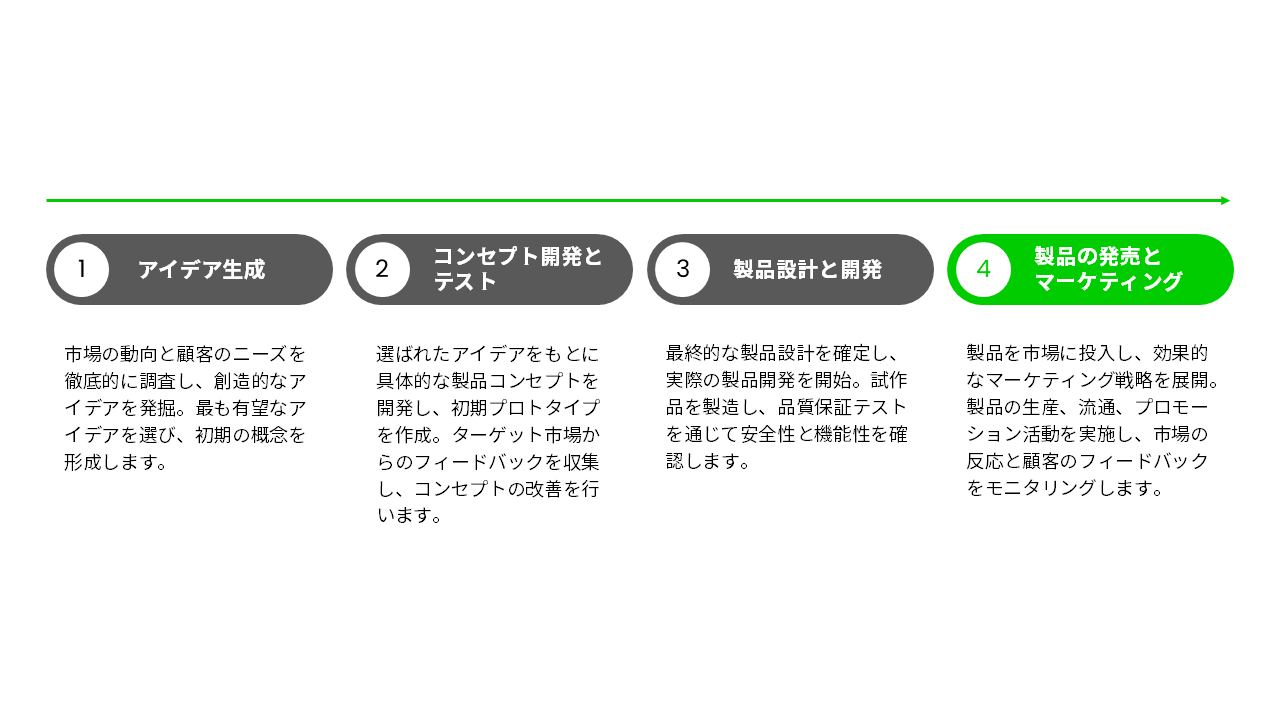 1
アイデア生成
市場の動向と顧客のニーズを
徹底的に調査し、創造的なア
イデアを発掘。最も有望なア
イデアを選び、初期の概念を
形成します。
2
コンセプト開発と
テスト
選ばれたアイデアをもとに
具体的な製品コンセプトを
開発し、初期プロトタイプ
を作成。ターゲット市場か
らのフィードバックを収集
し、コンセプトの改善を行
います。
3
製品設計と開発
最終的な製品設計を確定し、
実際の製品開発を開始。試作
品を製造し、品質保証テスト
を通じて安全性と機能性を確
認します。
4
製品の発売と
マーケティング
製品を市場に投入し、効果的
なマーケティング戦略を展開。
製品の生産、流通、プロモー
ション活動を実施し、市場の
反応と顧客のフィードバック
をモニタリングします。